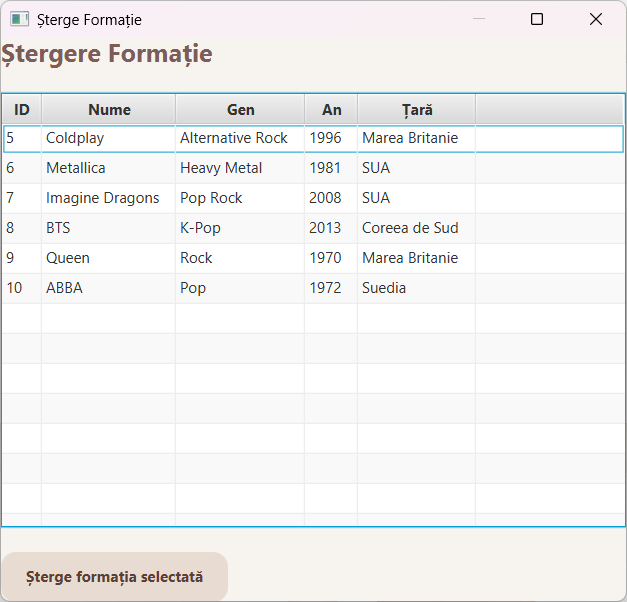 Șterge Formație
Ștergere Formație
ID Nume Gen An Țară
5 Coldplay Alternative Rock 1996 Marea Britanie
6 Metallica Heavy Metal 1981 SUA
7 Imagine Dragons Pop Rock 2008 SUA
8 BTS K-Pop 2013 Coreea de Sud
9 Queen Rock 1970 Marea Britanie
10 ABBA Pop 1972 Suedia
Șterge formația selectată